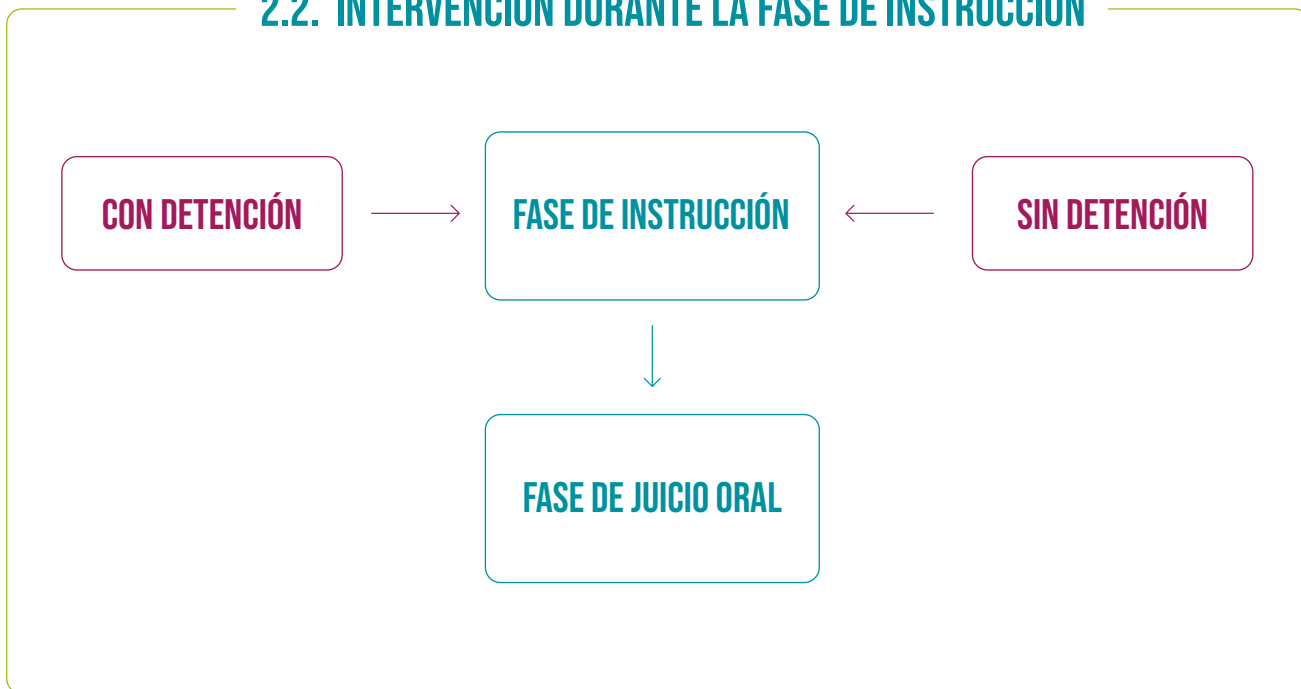 2.2. INTERVENCIÓN DURANTE LA FASE DE INSTRUCCIÓN
CON DETENCIÓN
FASE DE INSTRUCCIÓN
SIN DETENCIÓN
FASE DE JUICIO ORAL